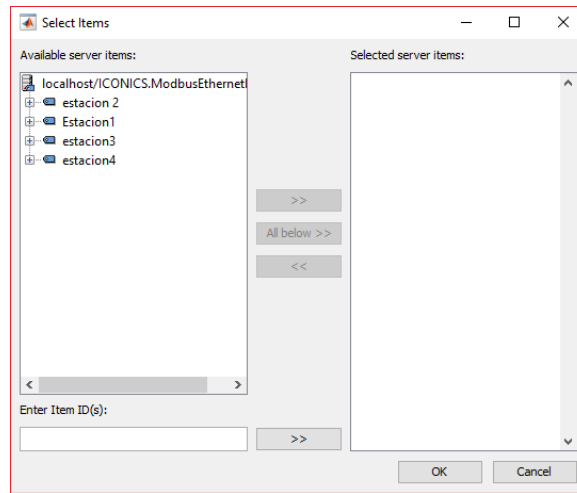 Select Items
Available server items:
Selected server items:
localhost/ICONICS.ModbusEthernetI
estacion 2
Estacion1
estacion3
estacion4
>>
All below >>
<<
Enter Item ID(s):
>>
OK
Cancel